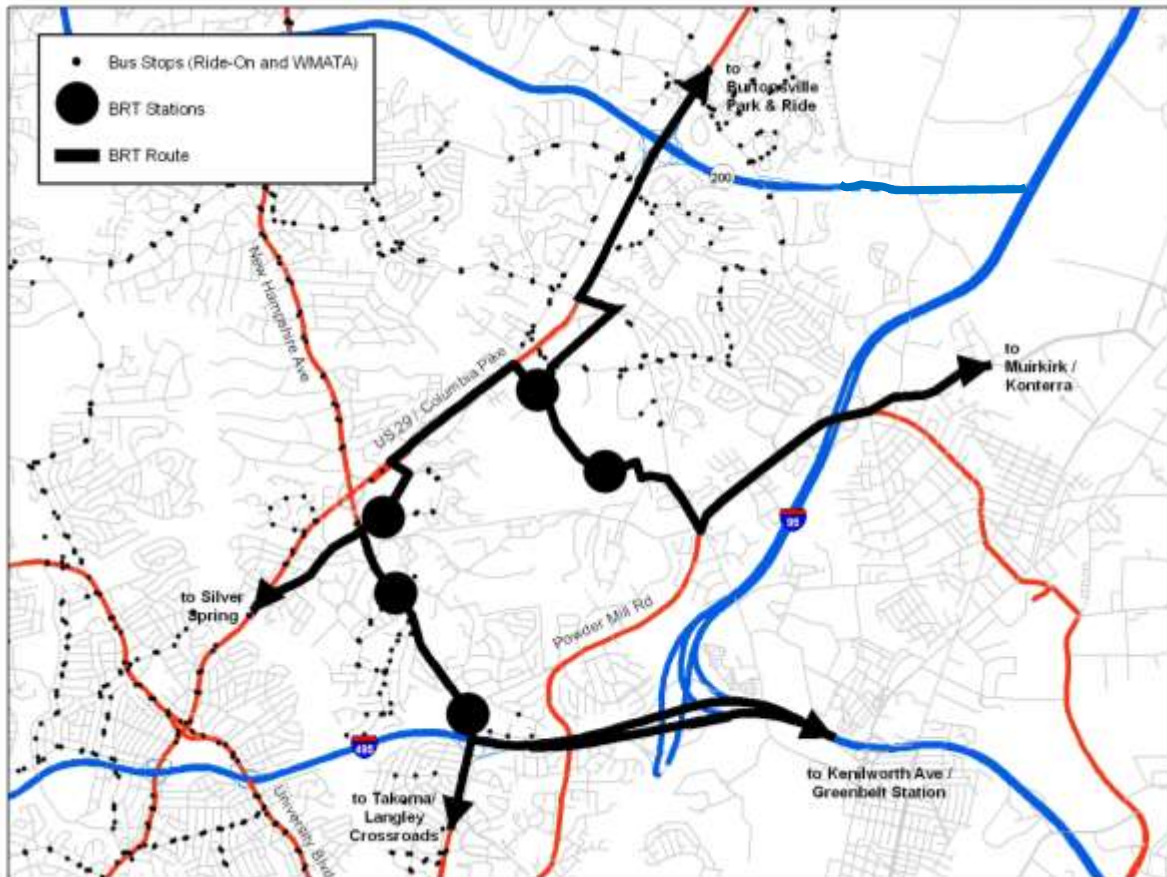 Bus Stops (Ride-On and WMATA)
BRT Stations
BRT Route
to
Burtonsville
Park & Ride
200
New Hampshire Ave
US 29 / Columbia Pike
to
Muirkirk /
Konterra
95
to Silver
Spring
Powder Mill Rd
495
to Takoma/
Langley
Crossroads
to Kenilworth Ave /
Greenbelt Station
University Blvd